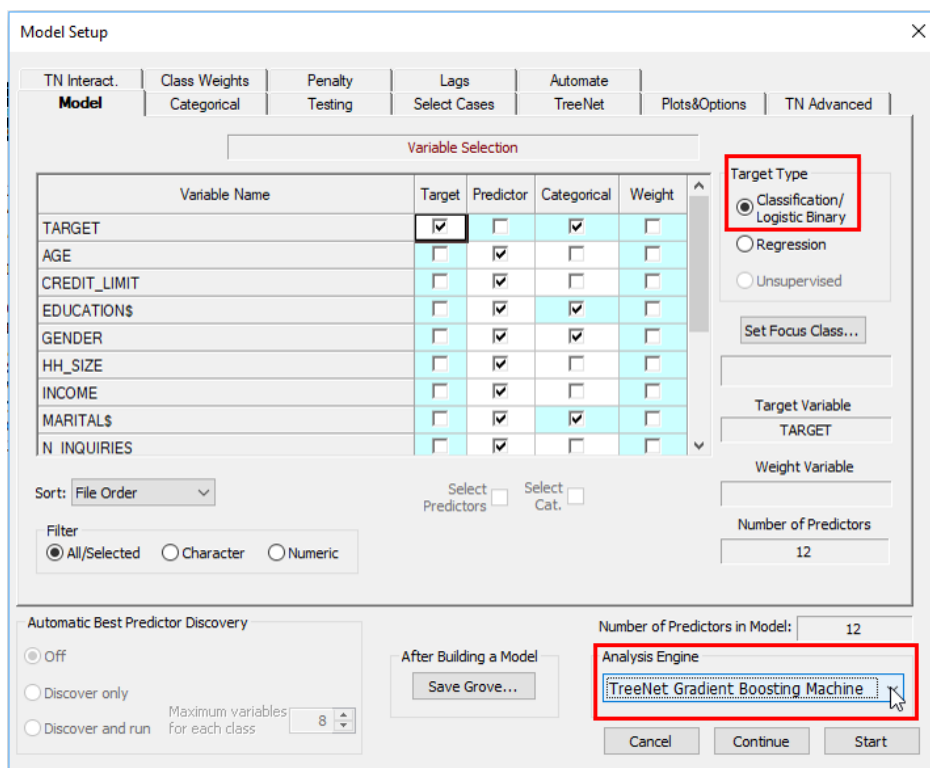 Model Setup
TN Interact. Class Weights Penalty Lags Automate
Model Categorical Testing Select Cases TreeNet Plots&Options TN Advanced
Variable Selection
Variable Name Target Predictor Categorical Weight
TARGET
AGE
CREDIT_LIMIT
EDUCATION$
GENDER
HH_SIZE
INCOME
MARITAL$
N_INQUIRIES
Target Type
Classification/
Logistic Binary
Regression
Unsupervised
Set Focus Class...
Target Variable
TARGET
Weight Variable
Number of Predictors
12
Sort: File Order
Select
Predictors
Select
Cat.
Filter
All/Selected Character Numeric
Automatic Best Predictor Discovery
Off
Discover only
Discover and run
Maximum variables
for each class 8
After Building a Model
Save Grove...
Number of Predictors in Model: 12
Analysis Engine
TreeNet Gradient Boosting Machine
Cancel Continue Start